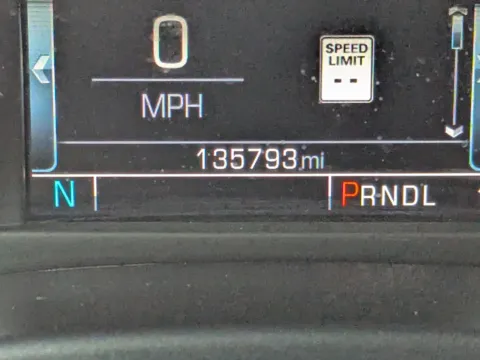 0
SPEED
LIMIT
--
MPH
135793 mi
N
PRNDL